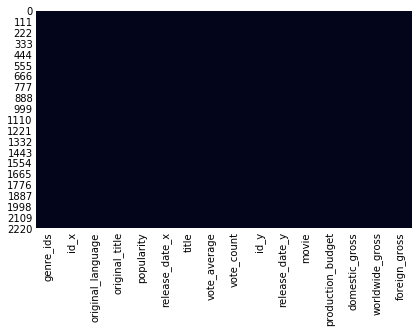 0
111
222
333
444
555
666
777
888
999
1110
1221
1332
1443
1554
1665
1776
1887
1998
2109
2220
genre_ids
id_x
original_language
original_title
popularity
release_date_x
title
vote_average
vote_count
id_y
release_date_y
movie
production_budget
domestic_gross
worldwide_gross
foreign_gross